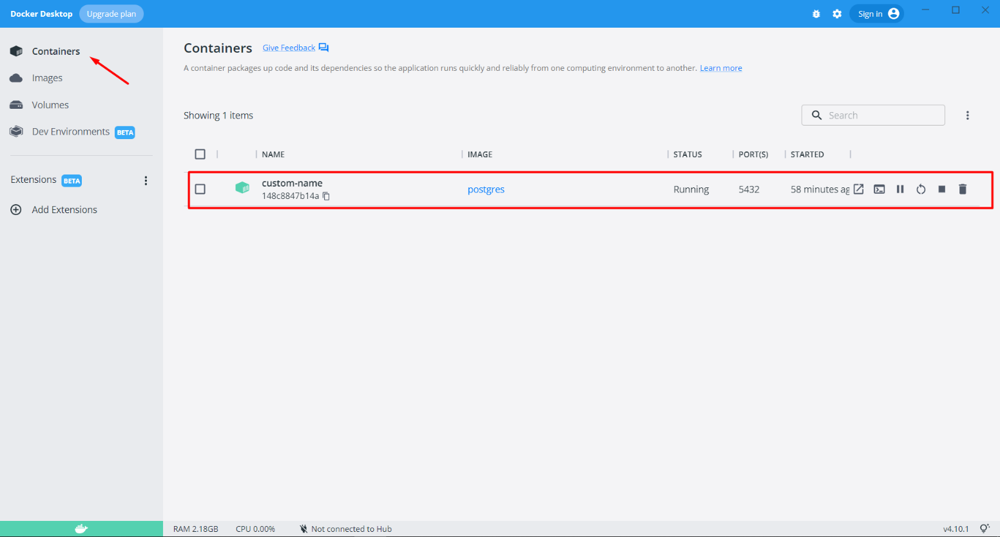 Docker Desktop Upgrade plan Sign in
Containers
Images
Volumes
Dev Environments BETA
Extensions BETA
Add Extensions
Containers Give Feedback
A container packages up code and its dependencies so the application runs quickly and reliably from one computing environment to another. Learn more
Showing 1 items Search
NAME IMAGE STATUS PORT(S) STARTED
custom-name
148c8847b14a postgres Running 5432 58 minutes ag
RAM 2.18GB CPU 0.00% Not connected to Hub v4.10.1